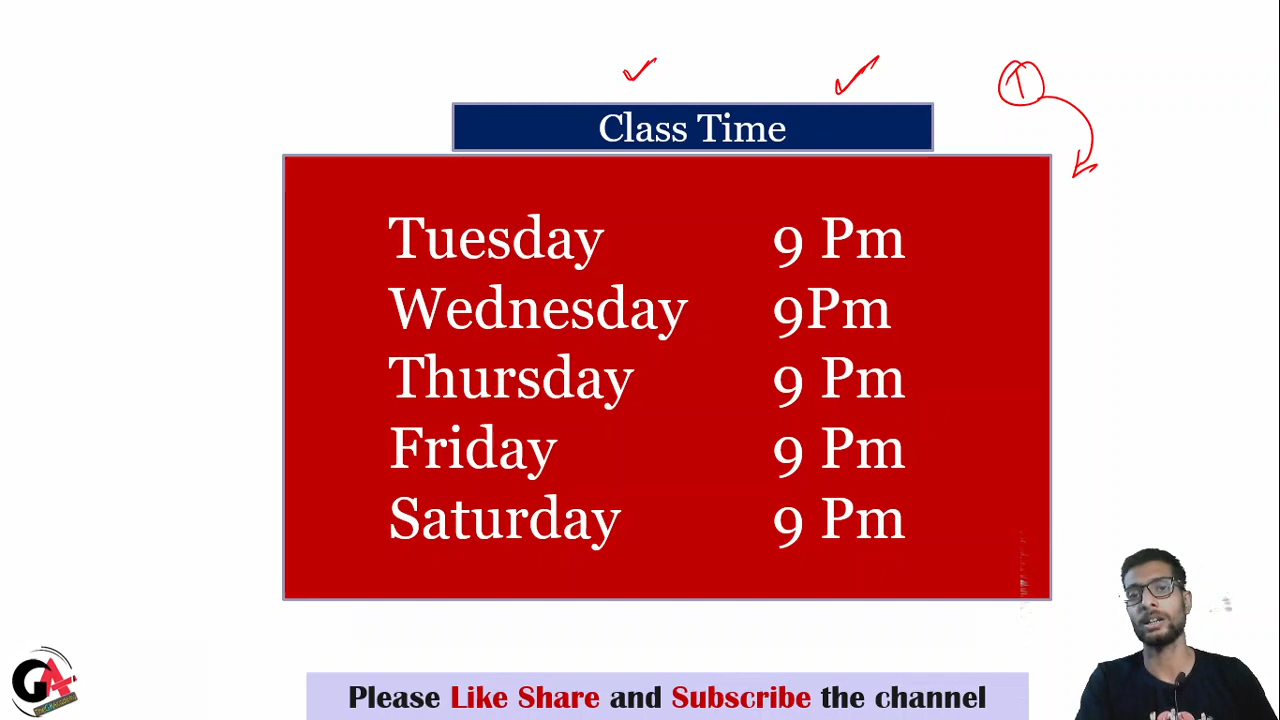 T
Class Time
Tuesday 9 Pm
Wednesday 9Pm
Thursday 9 Pm
Friday 9 Pm
Saturday 9 Pm
GA
Please Like Share and Subscribe the channel